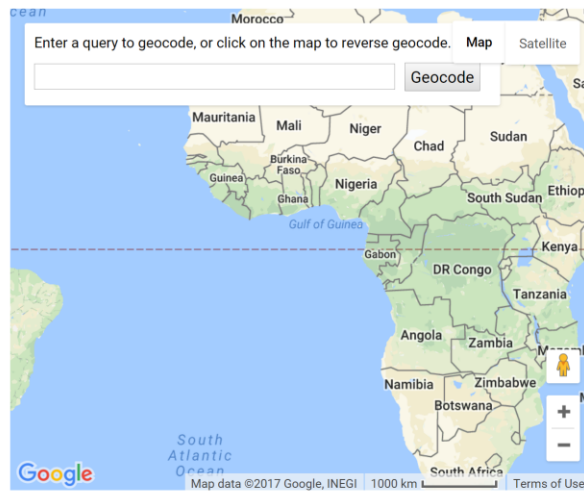 cean
Morocco
Enter a query to geocode, or click on the map to reverse geocode.
Map
Satellite
Geocode
Mauritania
Mali
Niger
Chad
Sudan
Burkina
Faso
Guinea
Nigeria
Ghana
South Sudan
Ethiop
Gulf of Guinea
Gabon
Kenya
DR Congo
Tanzania
Angola
Zambia
Namibia
Zimbabwe
Botswana
South
Atlantic
Ocean
South Africa
Google
Map data ©2017 Google, INEGI
1000 km
Terms of Use